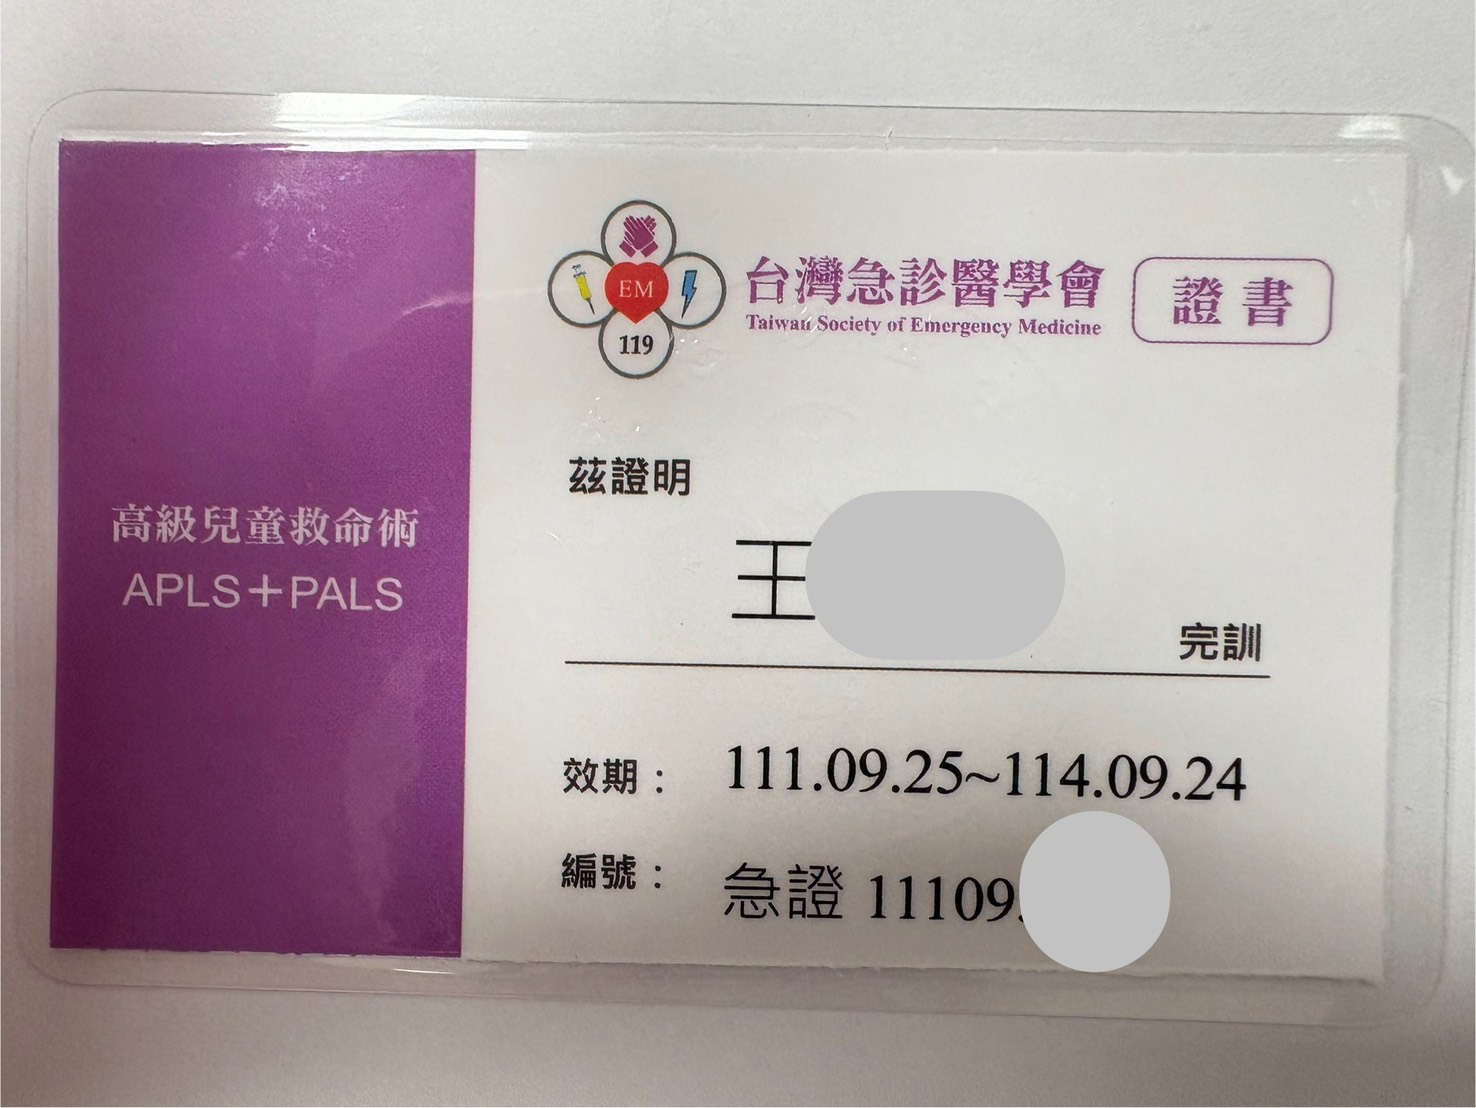 高級兒童救命術
APLS+PALS
EM
119
台灣急診醫學會 證書
Taiwan Society of Emergency Medicine
茲證明
王
完訓
效期： 111.09.25~114.09.24
編號： 急證 11109